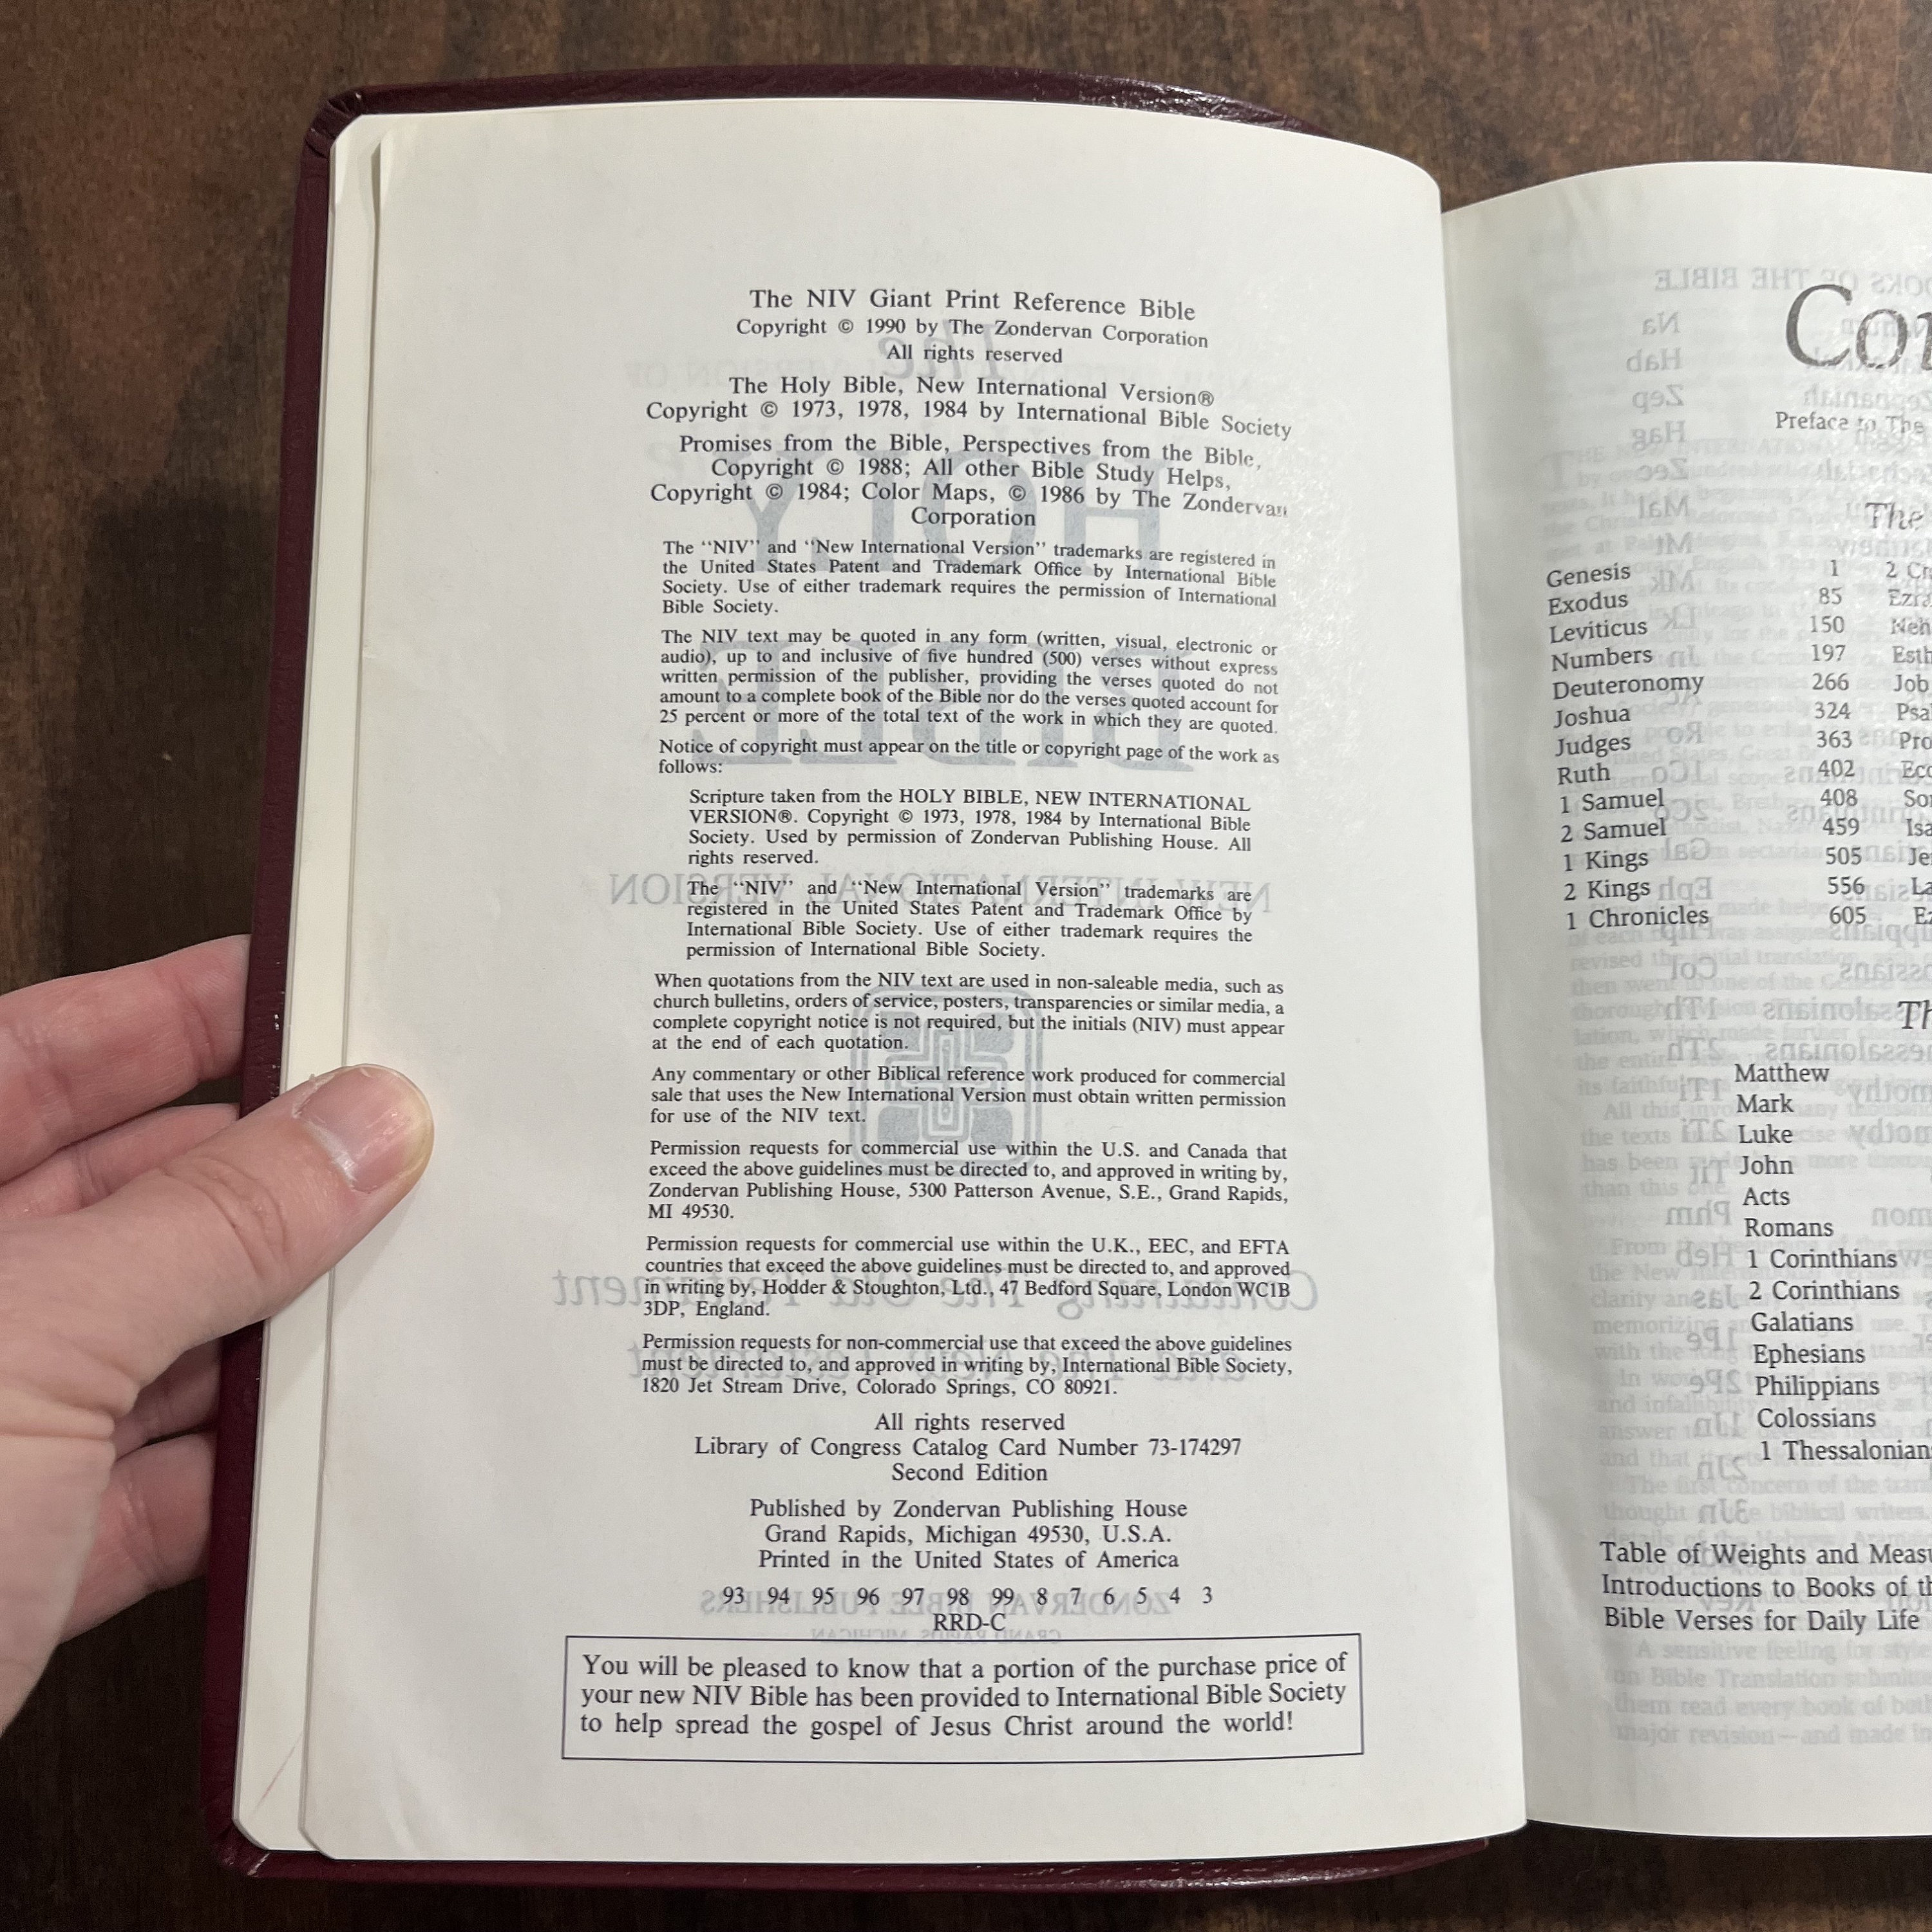 The NIV Giant Print Reference Bible
Copyright © 1990 by The Zondervan Corporation
All rights reserved
The Holy Bible, New International Version®
Copyright © 1973, 1978, 1984 by International Bible Society
Promises from the Bible, Perspectives from the Bible,
Copyright © 1988; All other Bible Study Helps,
Copyright © 1984; Color Maps, © 1986 by The Zondervan
Corporation
The “NIV” and “New International Version” trademarks are registered in
the United States Patent and Trademark Office by International Bible
Society. Use of either trademark requires the permission of International
Bible Society.
The NIV text may be quoted in any form (written, visual, electronic or
audio), up to and inclusive of five hundred (500) verses without express
written permission of the publisher, providing the verses quoted do not
amount to a complete book of the Bible nor do the verses quoted account for
25 percent or more of the total text of the work in which they are quoted.
Notice of copyright must appear on the title or copyright page of the work as
follows:
Scripture taken from the HOLY BIBLE, NEW INTERNATIONAL
VERSION®. Copyright © 1973, 1978, 1984 by International Bible
Society. Used by permission of Zondervan Publishing House. All
rights reserved.
The “NIV” and “New International Version” trademarks are
registered in the United States Patent and Trademark Office by
International Bible Society. Use of either trademark requires the
permission of International Bible Society.
When quotations from the NIV text are used in non-saleable media, such as
church bulletins, orders of service, posters, transparencies or similar media, a
complete copyright notice is not required, but the initials (NIV) must appear
at the end of each quotation.
Any commentary or other Biblical reference work produced for commercial
sale that uses the New International Version must obtain written permission
for use of the NIV text.
Permission requests for commercial use within the U.S. and Canada that
exceed the above guidelines must be directed to, and approved in writing by,
Zondervan Publishing House, 5300 Patterson Avenue, S.E., Grand Rapids,
MI 49530.
Permission requests for commercial use within the U.K., EEC, and EFTA
countries that exceed the above guidelines must be directed to, and approved
in writing by, Hodder & Stoughton, Ltd., 47 Bedford Square, London WC1B
3DP, England.
Permission requests for non-commercial use that exceed the above guidelines
must be directed to, and approved in writing by, International Bible Society,
1820 Jet Stream Drive, Colorado Springs, CO 80921.
All rights reserved
Library of Congress Catalog Card Number 73-174297
Second Edition
Published by Zondervan Publishing House
Grand Rapids, Michigan 49530, U.S.A.
Printed in the United States of America
93 94 95 96 97 98 99 8 7 6 5 4 3
RRD-C
You will be pleased to know that a portion of the purchase price of
your new NIV Bible has been provided to International Bible Society
to help spread the gospel of Jesus Christ around the world!
Preface to The
The
Genesis 1 2
Exodus 85
Leviticus 150
Numbers 197
Deuteronomy 266 Job
Joshua 324
Judges 363
Ruth 402
1 Samuel 408
2 Samuel 459
1 Kings 505
2 Kings 556
1 Chronicles 605
Matthew
Mark
Luke
John
Acts
Romans
1 Corinthians
2 Corinthians
Galatians
Ephesians
Philippians
Colossians
1 Thessalonian
Table of Weights and
Introductions to Books of
Bible Verses for Daily Life